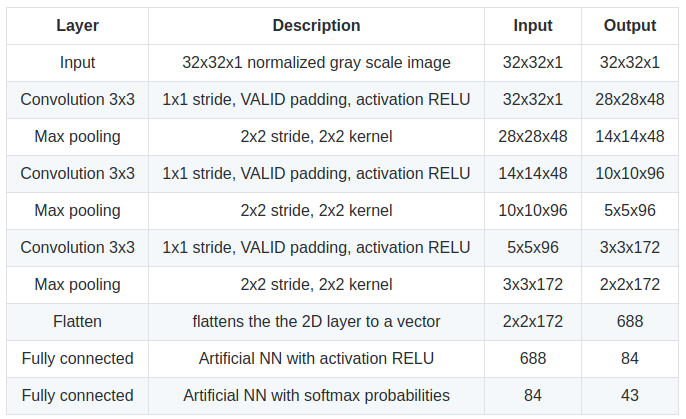 Layer Description Input Output
Input 32x32x1 normalized gray scale image 32x32x1 32x32x1
Convolution 3x3 1x1 stride, VALID padding, activation RELU 32x32x1 28x28x48
Max pooling 2x2 stride, 2x2 kernel 28x28x48 14x14x48
Convolution 3x3 1x1 stride, VALID padding, activation RELU 14x14x48 10x10x96
Max pooling 2x2 stride, 2x2 kernel 10x10x96 5x5x96
Convolution 3x3 1x1 stride, VALID padding, activation RELU 5x5x96 3x3x172
Max pooling 2x2 stride, 2x2 kernel 3x3x172 2x2x172
Flatten flattens the the 2D layer to a vector 2x2x172 688
Fully connected Artificial NN with activation RELU 688 84
Fully connected Artificial NN with softmax probabilities 84 43